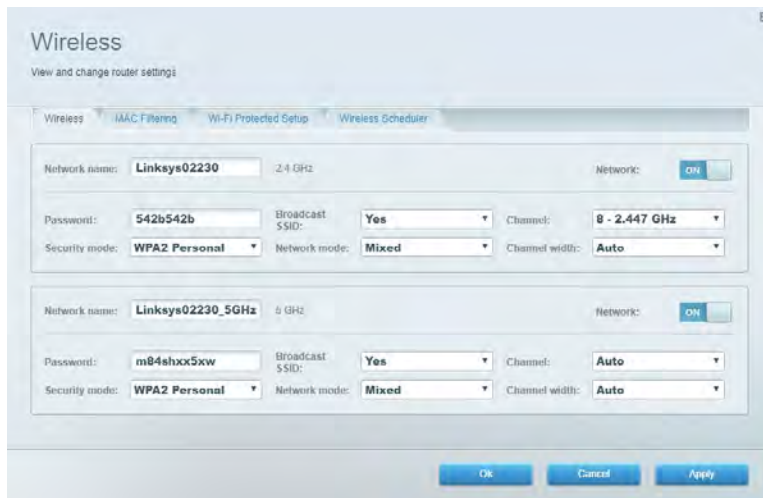 Wireless
View and change router settings
Wireless MAC Filtering Wi-Fi Protected Setup Wireless Scheduler
Network name: Linksys02230 2.4 GHz Network: ON
Password: 542b542b Broadcast SSID: Yes Channel: 8 - 2.447 GHz
Security mode: WPA2 Personal Network mode: Mixed Channel width: Auto
Network name: Linksys02230_5GHz 5 GHz Network: ON
Password: m84shxx5xw Broadcast SSID: Yes Channel: Auto
Security mode: WPA2 Personal Network mode: Mixed Channel width: Auto
Ok Cancel Apply